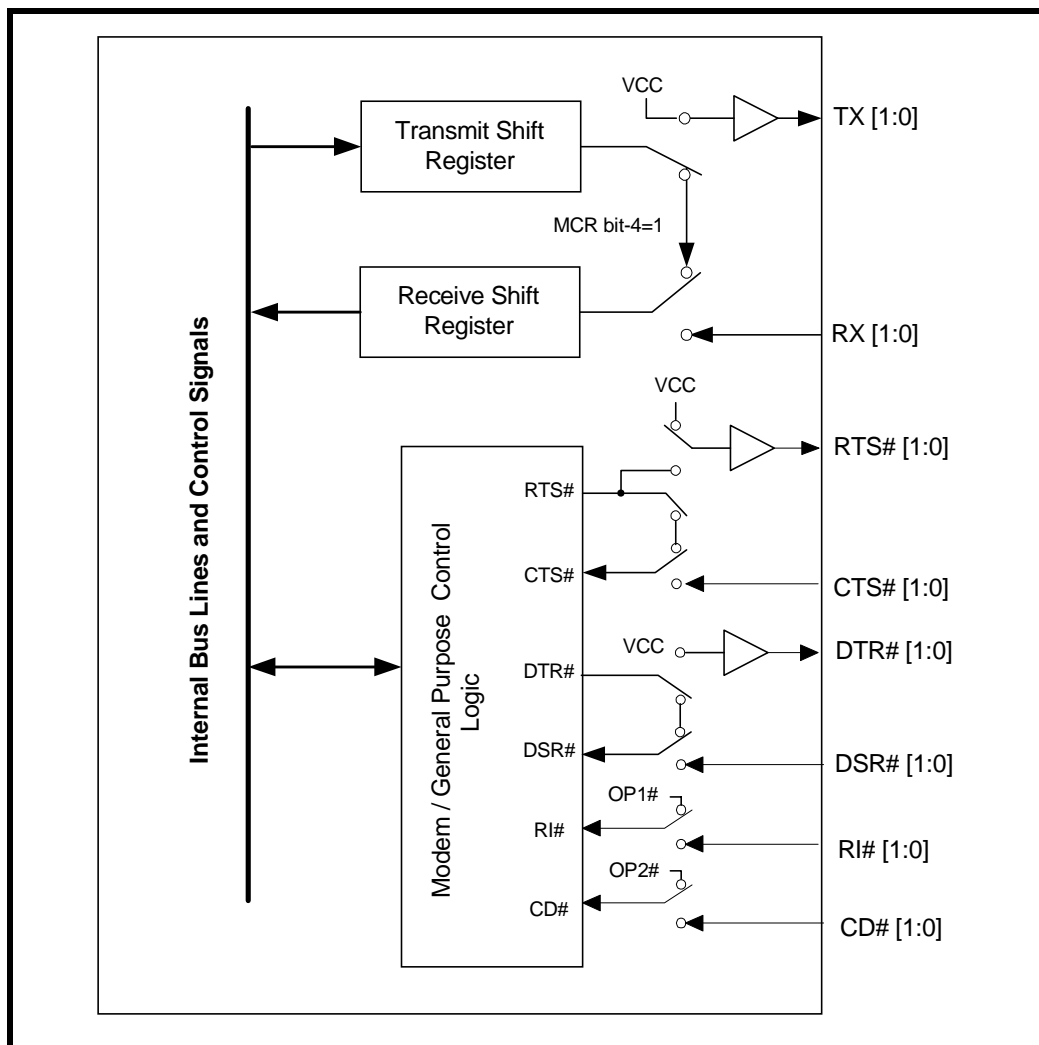 VCC
TX [1:0]
Transmit Shift
Register
MCR bit-4=1
Receive Shift
Register
RX [1:0]
Internal Bus Lines and Control Signals
VCC
RTS# [1:0]
RTS#
CTS#
CTS# [1:0]
Modem / General Purpose Control
Logic
VCC
DTR# [1:0]
DTR#
DSR#
DSR# [1:0]
OP1#
RI#
RI# [1:0]
OP2#
CD#
CD# [1:0]